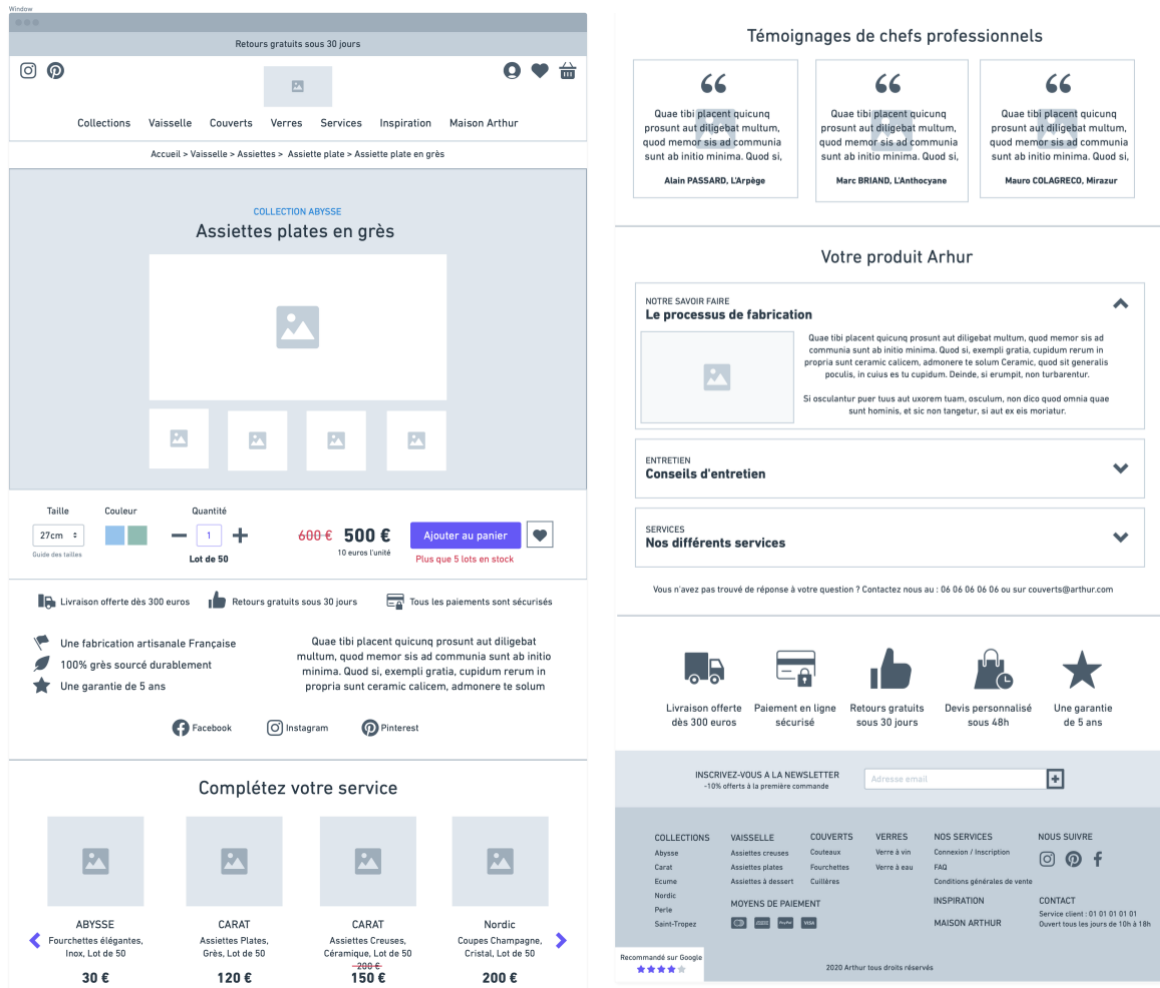 Window
Retours gratuits sous 30 jours
Collections Vaisselle Couverts Verres Services Inspiration Maison Arthur
Accueil > Vaisselle > Assiettes > Assiette plate > Assiette plate en grès
COLLECTION ABYSSE
Assiettes plates en grès
Taille Couleur Quantité
27cm 1 600 € 500 € Ajouter au panier
Guide des tailles 10 euros l'unité
Lot de 50 Plus que 5 lots en stock
Livraison offerte dès 300 euros Retours gratuits sous 30 jours Tous les paiements sont sécurisés
Une fabrication artisanale Française
100% grès sourcé durablement
Une garantie de 5 ans
Quae tibi placent quicunq prosunt aut diligebat
multum, quod memor sis ad communia sunt ab initio
minima. Quod si, exempli gratia, cupidum rerum in
propria sunt ceramic calicem, admonere te solum
Facebook Instagram Pinterest
Complétez votre service
ABYSSE
Fourchettes élégantes,
Inox, Lot de 50
30 €
CARAT
Assiettes Plates,
Grès, Lot de 50
120 €
CARAT
Assiettes Creuses,
Céramique, Lot de 50
200 €
150 €
Nordic
Coupes Champagne,
Cristal, Lot de 50
200 €
Témoignages de chefs professionnels
“
Quae tibi placent quicunq
prosunt aut diligebat multum,
quod memor sis ad communia
sunt ab initio minima. Quod si,
Alain PASSARD, L'Arpège
“
Quae tibi placent quicunq
prosunt aut diligebat multum,
quod memor sis ad communia
sunt ab initio minima. Quod si,
Marc BRIAND, L'Anthocyane
“
Quae tibi placent quicunq
prosunt aut diligebat multum,
quod memor sis ad communia
sunt ab initio minima. Quod si,
Mauro COLAGRECO, Mirazur
Votre produit Arhur
NOTRE SAVOIR FAIRE
Le processus de fabrication
Quae tibi placent quicunq prosunt aut diligebat multum, quod memor sis ad
communia sunt ab initio minima. Quod si, exempli gratia, cupidum rerum in
propria sunt ceramic calicem, admonere te solum Ceramic, quod sit generalis
poculis, in cuius es tu cupidum. Deinde, si erumpit, non turbarentur.
Si osculantur puer tuus aut uxorem tuam, osculum, non dico quod omnia quae
sunt hominis, et sic non tangetur, si aut ex eis moriatur.
ENTRETIEN
Conseils d'entretien
SERVICES
Nos différents services
Vous n'avez pas trouvé de réponse à votre question ? Contactez nous au : 06 06 06 06 06 ou sur couverts@arthur.com
Livraison offerte
dès 300 euros
Paiement en ligne
sécurisé
Retours gratuits
sous 30 jours
Devis personnalisé
sous 48h
Une garantie
de 5 ans
INSCRIVEZ-VOUS A LA NEWSLETTER
-10% offerts à la première commande
Adresse email
COLLECTIONS
Abysse
Carat
Ecume
Nordic
Perle
Saint-Tropez
VAISSELLE
Assiettes creuses
Assiettes plates
Assiettes à dessert
COUVERTS
Couteaux
Fourchettes
Cuillères
VERRES
Verre à vin
Verre à eau
MOYENS DE PAIEMENT
NOS SERVICES
Connexion / Inscription
FAQ
Conditions générales de vente
INSPIRATION
MAISON ARTHUR
NOUS SUIVRE
CONTACT
Service client : 01 01 01 01 01
Ouvert tous les jours de 10h à 18h
Recommandé sur Google
2020 Arthur tous droits réservés